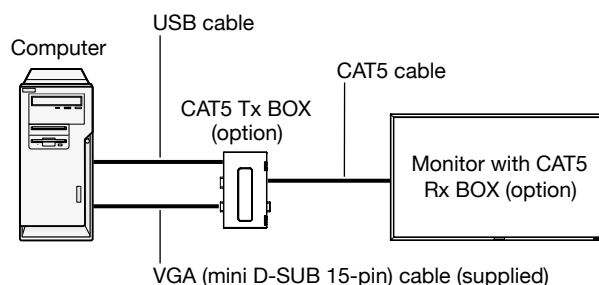 USB cable
Computer
CAT5 cable
CAT5 Tx BOX
(option)
Monitor with CAT5
Rx BOX (option)
VGA (mini D-SUB 15-pin) cable (supplied)